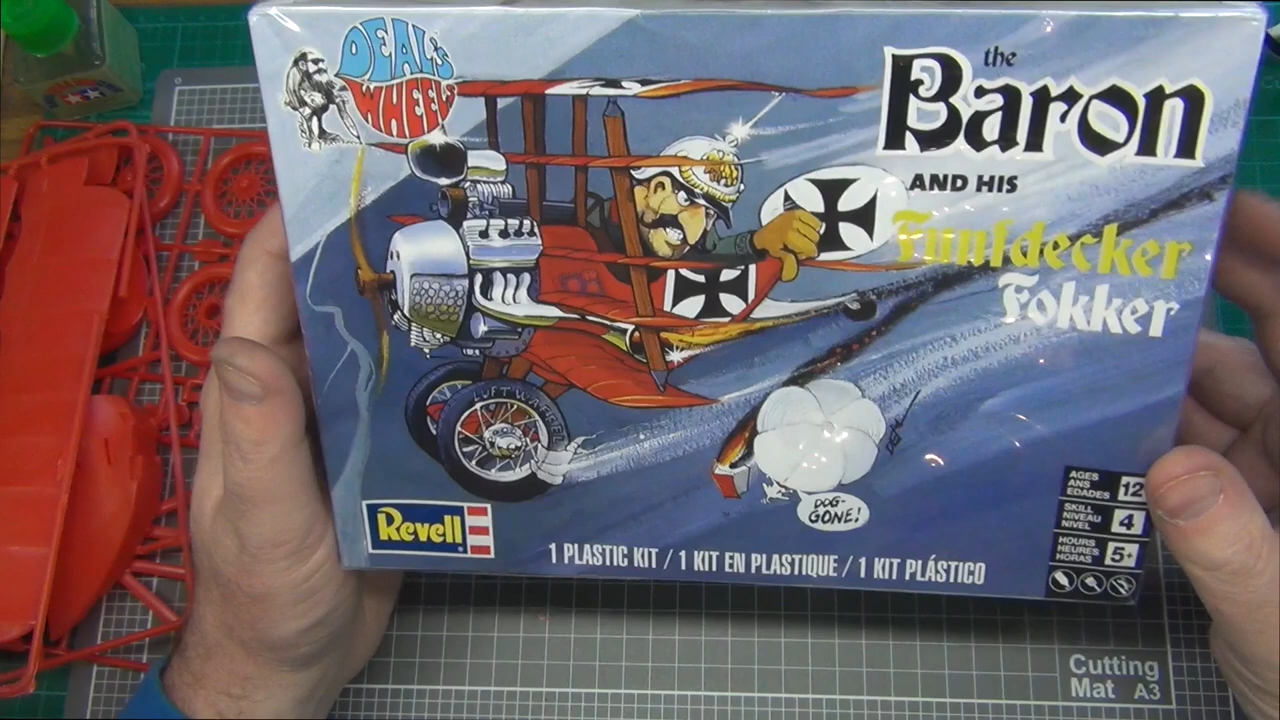 DEAL'S
WHEELS
the
Baron
AND HIS
Funfdecker
Fokker
LUFTWAFFEL
DEAL
DOG-
GONE!
AGES
ANS
EDADES
12
SKILL
NIVEAU
NIVEL
4
HOURS
HEURES
HORAS
5+
Revell
1 PLASTIC KIT / 1 KIT EN PLASTIQUE / 1 KIT PLÁSTICO
Cutting
Mat A3